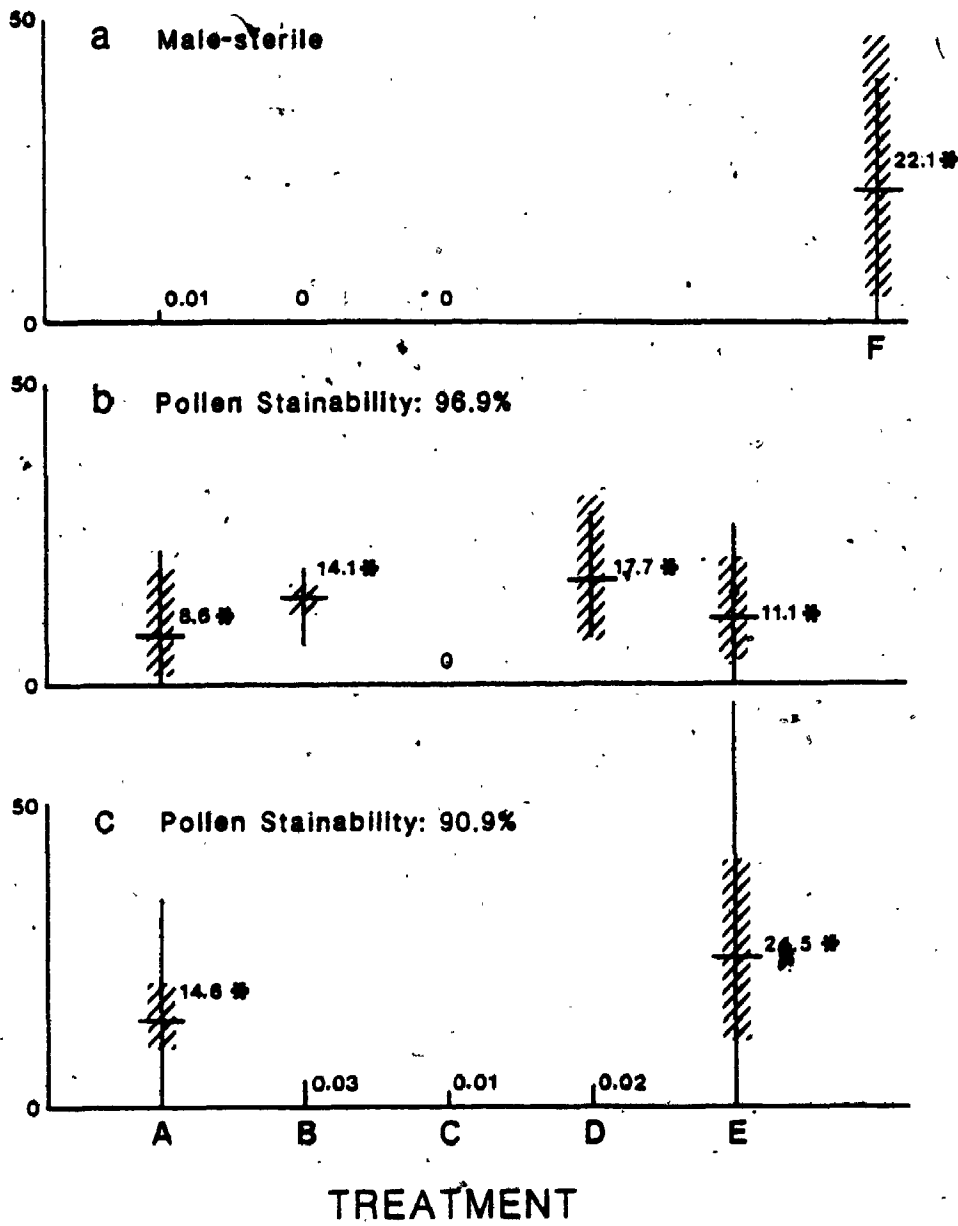 50
a Male-sterile
22.1 *
0.01 0 0
0
F
50
b Pollen Stainability: 96.9%
17.7 *
14.1 *
8.6 *
11.1 *
0
0
50
c Pollen Stainability: 90.9%
14.6 *
0.03 0.01 0.02
0
A B C D E
TREATMENT